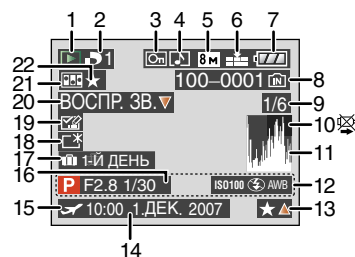 1 2 3 4 5 6 7
1 8M
22
21 100-0001 IN 8
20 ВОСПР. ЗВ. 1/6 9
19 10
18 11
17 1-Й ДЕНЬ
16
P F2.8 1/30 ISO100 AWB 12
15 10:00 1.ДЕК. 2007 13
14